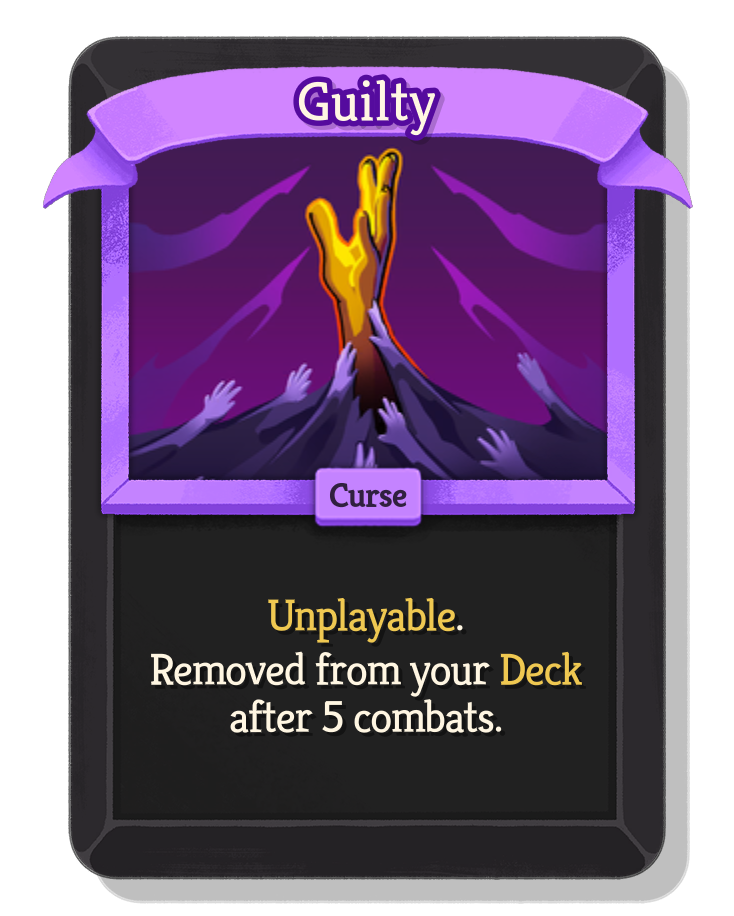 Guilty
Curse
Unplayable.
Removed from your Deck
after 5 combats.